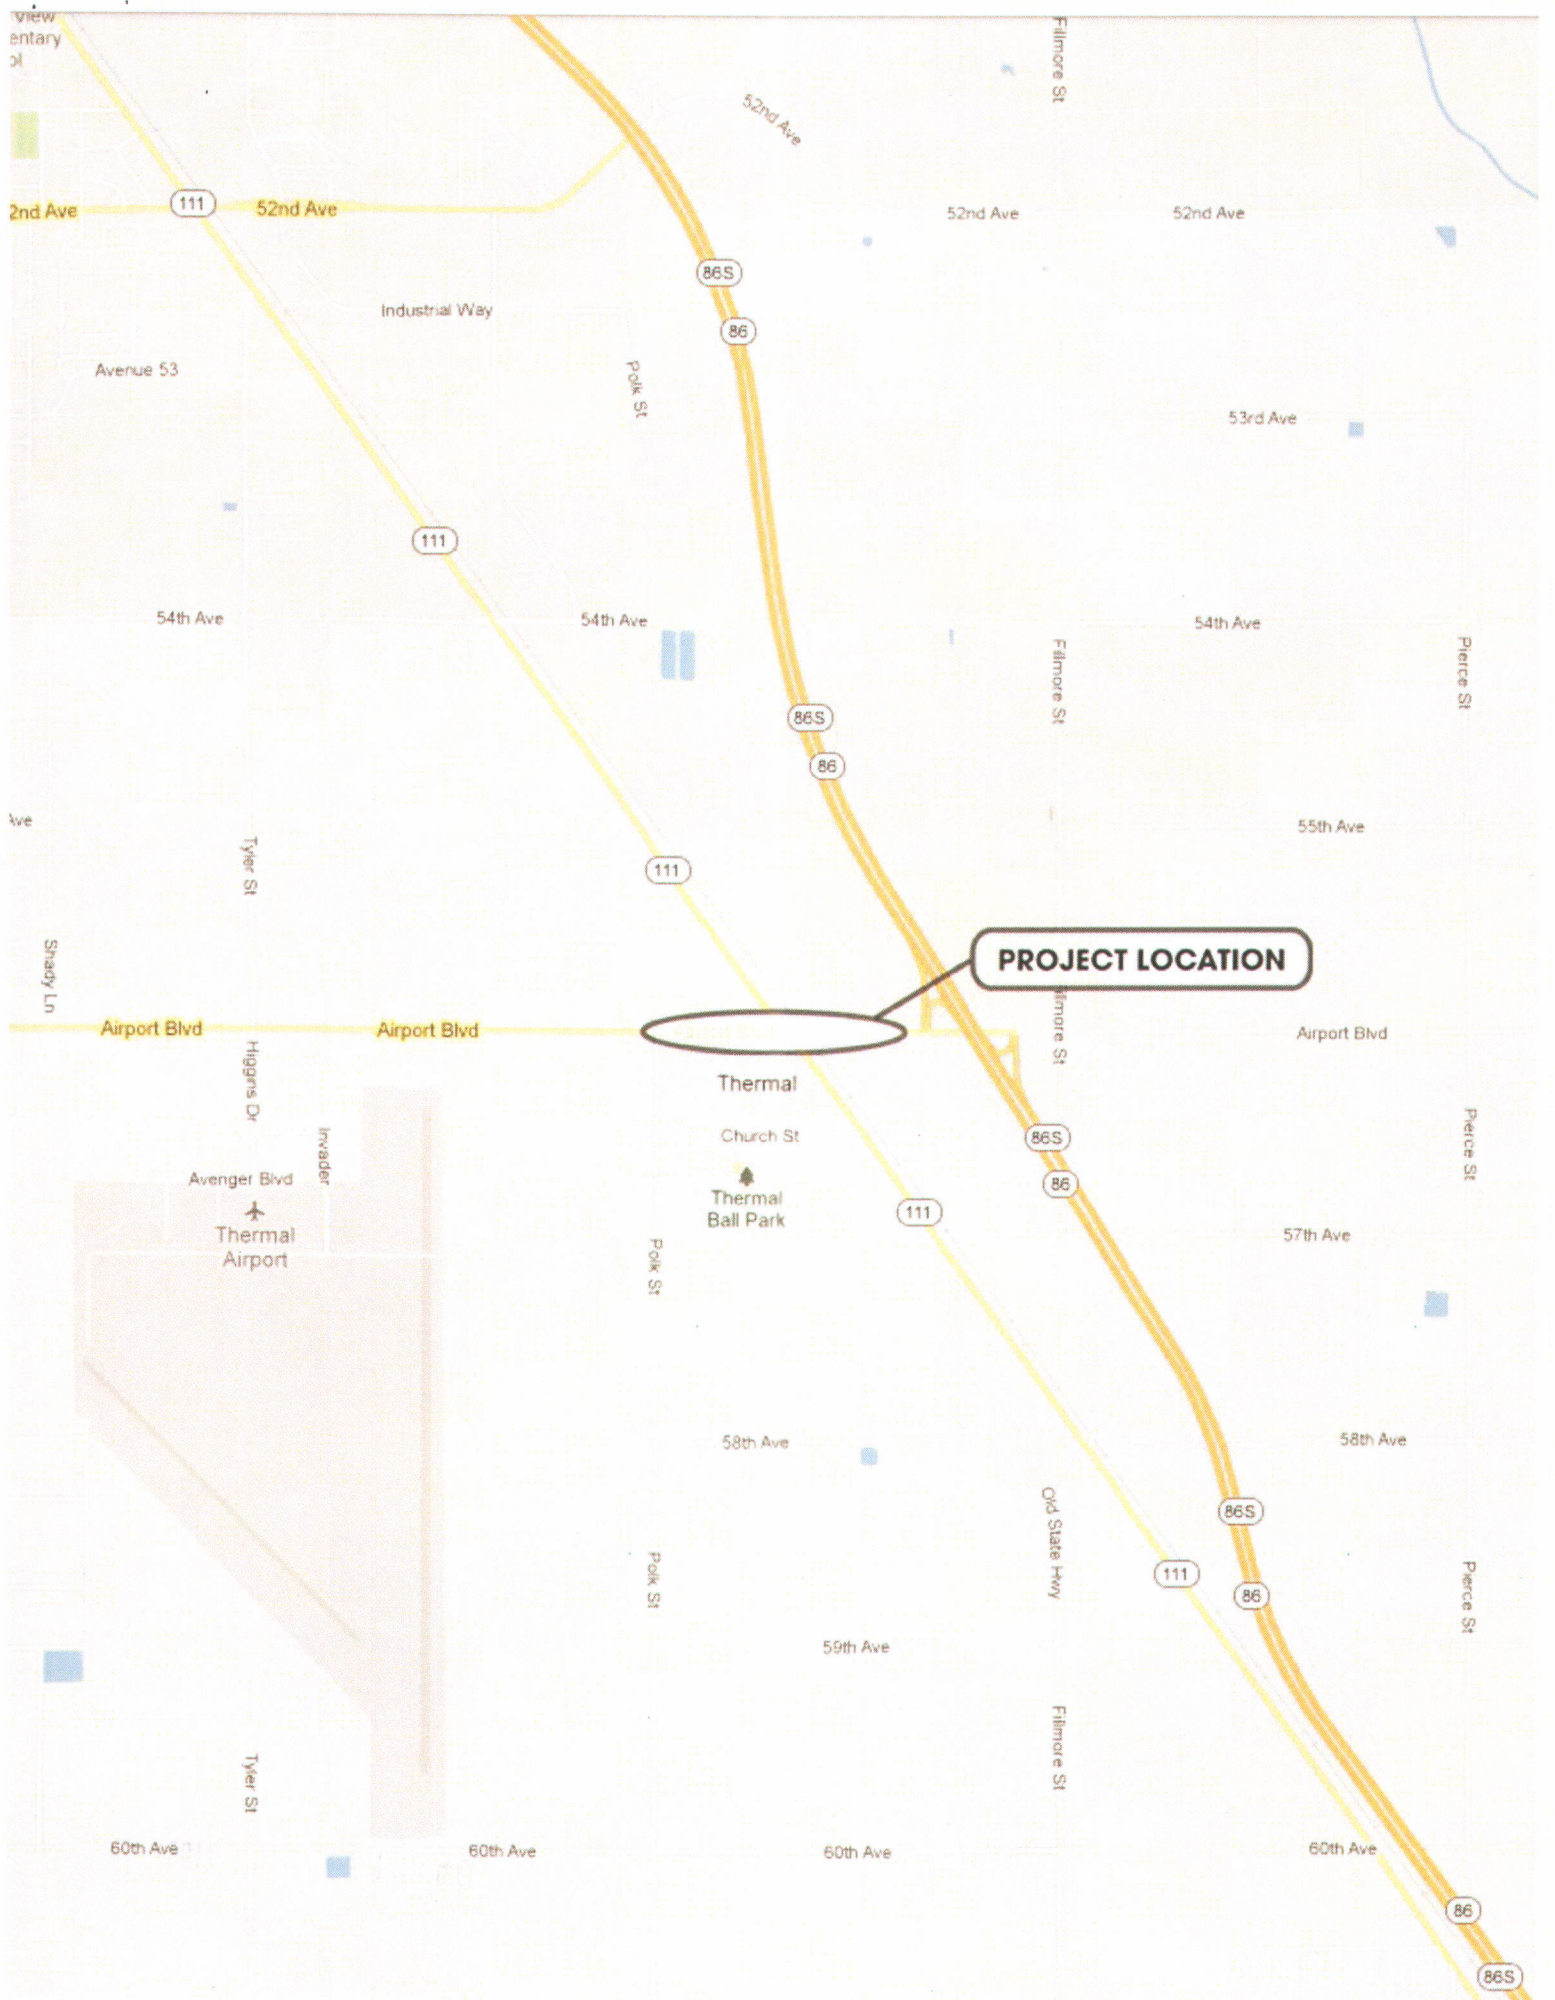 View
entary
ol
Fillmore St
52nd Ave
2nd Ave
111
52nd Ave
52nd Ave
52nd Ave
86S
Industrial Way
86
Avenue 53
Polk St
53rd Ave
111
54th Ave
54th Ave
54th Ave
Fillmore St
Pierce St
86S
86
Ave
55th Ave
Tyler St
111
Shady Ln
PROJECT LOCATION
Airport Blvd
Airport Blvd
llmore St
Airport Blvd
Higgins Dr
Thermal
Church St
86S
Pierce St
Invader
Avenger Blvd
86
Thermal
Ball Park
111
Thermal
Airport
57th Ave
Polk St
58th Ave
58th Ave
Old State Hwy
86S
111
86
Polk St
Pierce St
59th Ave
Fillmore St
Tyler St
60th Ave
60th Ave
60th Ave
60th Ave
86
86S